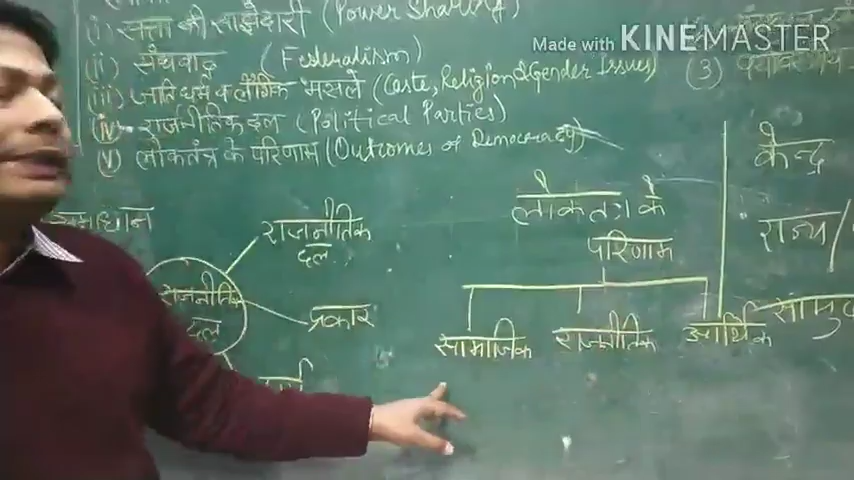 (i) सत्ता की साझेदारी (Power Sharing)
(ii) संघवाद (Federalism)
(iii) जाति धर्म व लैंगिक मसले (Caste, Religion & Gender Issues)
(iv) राजनीतिक दल (Political Parties)
(v) लोकतंत्र के परिणाम (Outcomes of Democracy)
Made with KINEMASTER
(3)
केन्द्र
राज्य/
संविधान
राजनीतिक
दल
राजनीतिक
दल
प्रकार
लोकतंत्र के
परिणाम
सामाजिक
राजनीतिक
आर्थिक